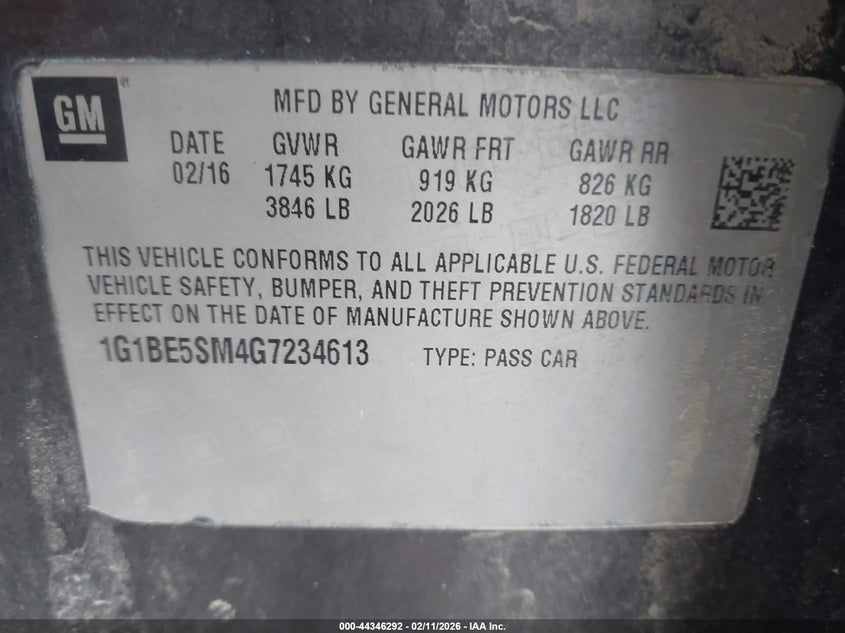 GM ®
MFD BY GENERAL MOTORS LLC
DATE GVWR GAWR FRT GAWR RR
02/16 1745 KG 919 KG 826 KG
3846 LB 2026 LB 1820 LB
THIS VEHICLE CONFORMS TO ALL APPLICABLE U.S. FEDERAL MOTOR
VEHICLE SAFETY, BUMPER, AND THEFT PREVENTION STANDARDS IN
EFFECT ON THE DATE OF MANUFACTURE SHOWN ABOVE.
1G1BE5SM4G7234613 TYPE: PASS CAR
000-44346292 - 02/11/2026 - IAA Inc.